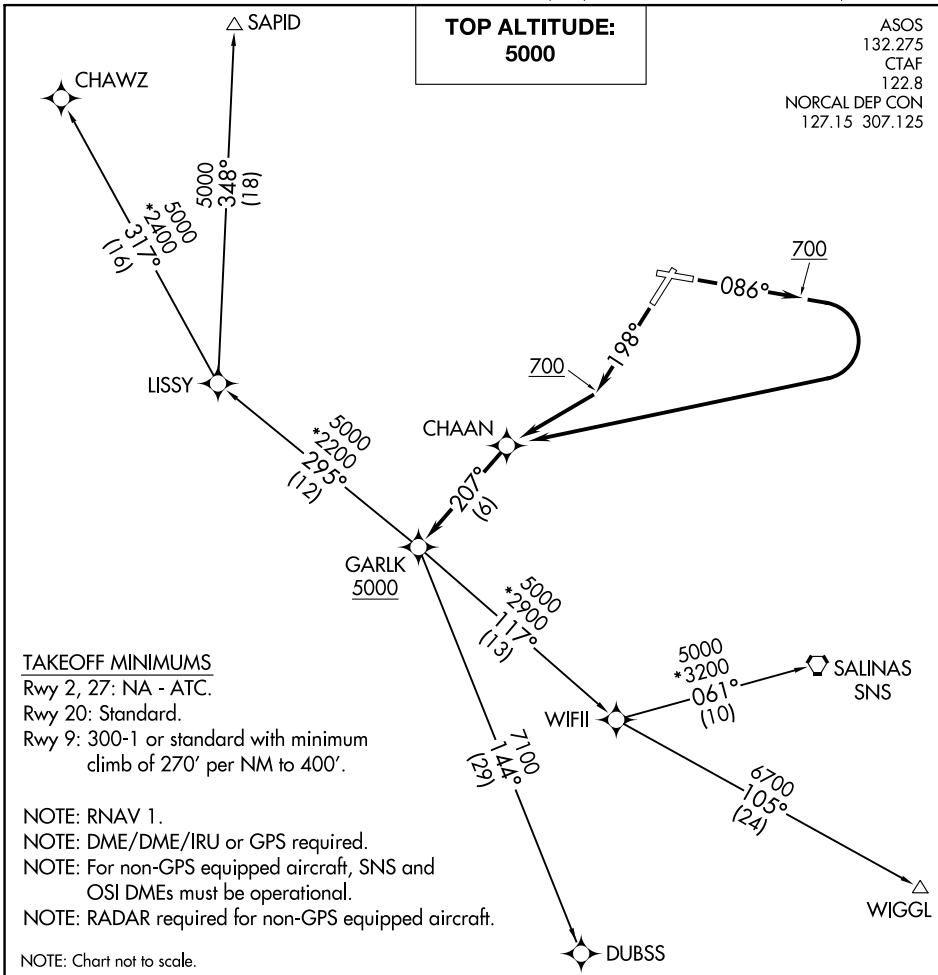 TOP ALTITUDE:
5000
ASOS
132.275
CTAF
122.8
NORCAL DEP CON
127.15 307.125
SAPID
CHAWZ
5000
348°
(18)
5000
*2400
317°
(16)
700
086°
198°
700
LISSY
CHAAN
5000
*2200
295°
(12)
207°
(6)
GARLK
5000
5000
*2900
117°
(13)
5000
*3200
061°
(10)
SALINAS
SNS
WIFII
7100
144°
(29)
6700
105°
(24)
WIGGL
DUBSS
TAKEOFF MINIMUMS
Rwy 2, 27: NA - ATC.
Rwy 20: Standard.
Rwy 9: 300-1 or standard with minimum
climb of 270' per NM to 400'.
NOTE: RNAV 1.
NOTE: DME/DME/IRU or GPS required.
NOTE: For non-GPS equipped aircraft, SNS and
OSI DMEs must be operational.
NOTE: RADAR required for non-GPS equipped aircraft.
NOTE: Chart not to scale.